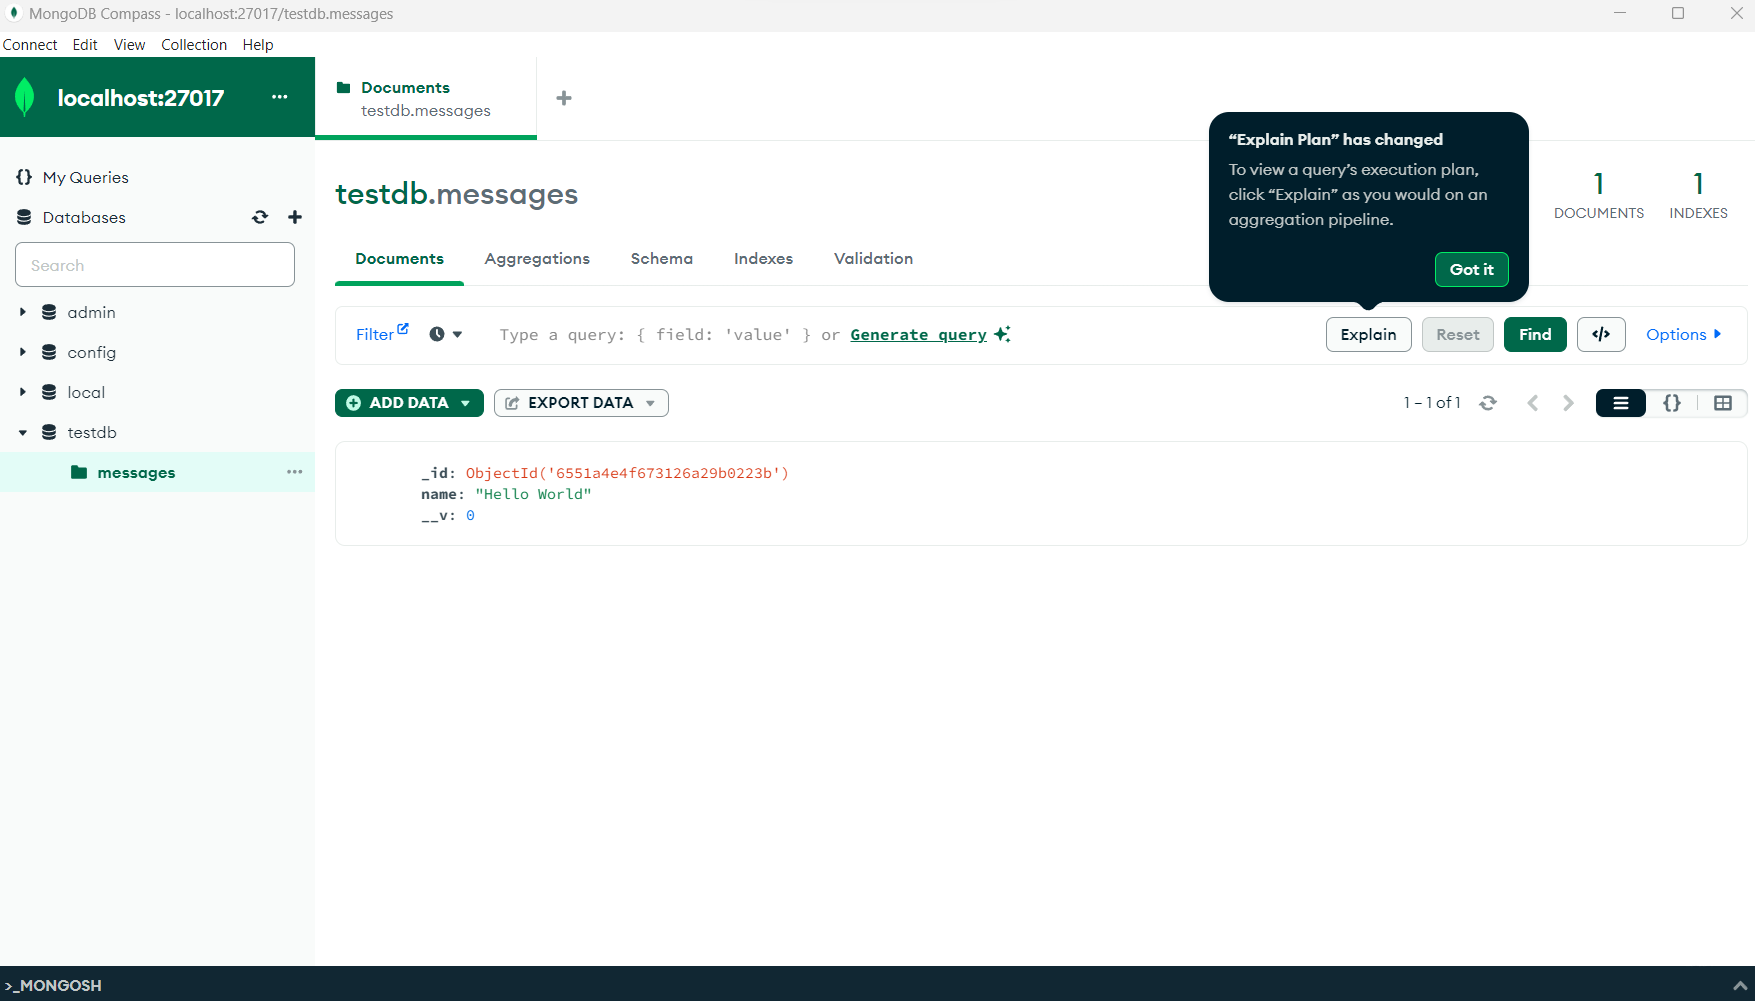 MongoDB Compass - localhost:27017/testdb.messages
Connect Edit View Collection Help
localhost:27017 ...
Documents
testdb.messages
My Queries
Databases
Search
admin
config
local
testdb
messages
testdb.messages
“Explain Plan” has changed
To view a query’s execution plan,
click “Explain” as you would on an
aggregation pipeline.
Got it
1 1
DOCUMENTS INDEXES
Documents Aggregations Schema Indexes Validation
Filter Type a query: { field: 'value' } or Generate query Explain Reset Find </> Options
ADD DATA EXPORT DATA 1 – 1 of 1 {}
_id: ObjectId('6551a4e4f673126a29b0223b')
name: "Hello World"
__v: 0
>_MONGOSH